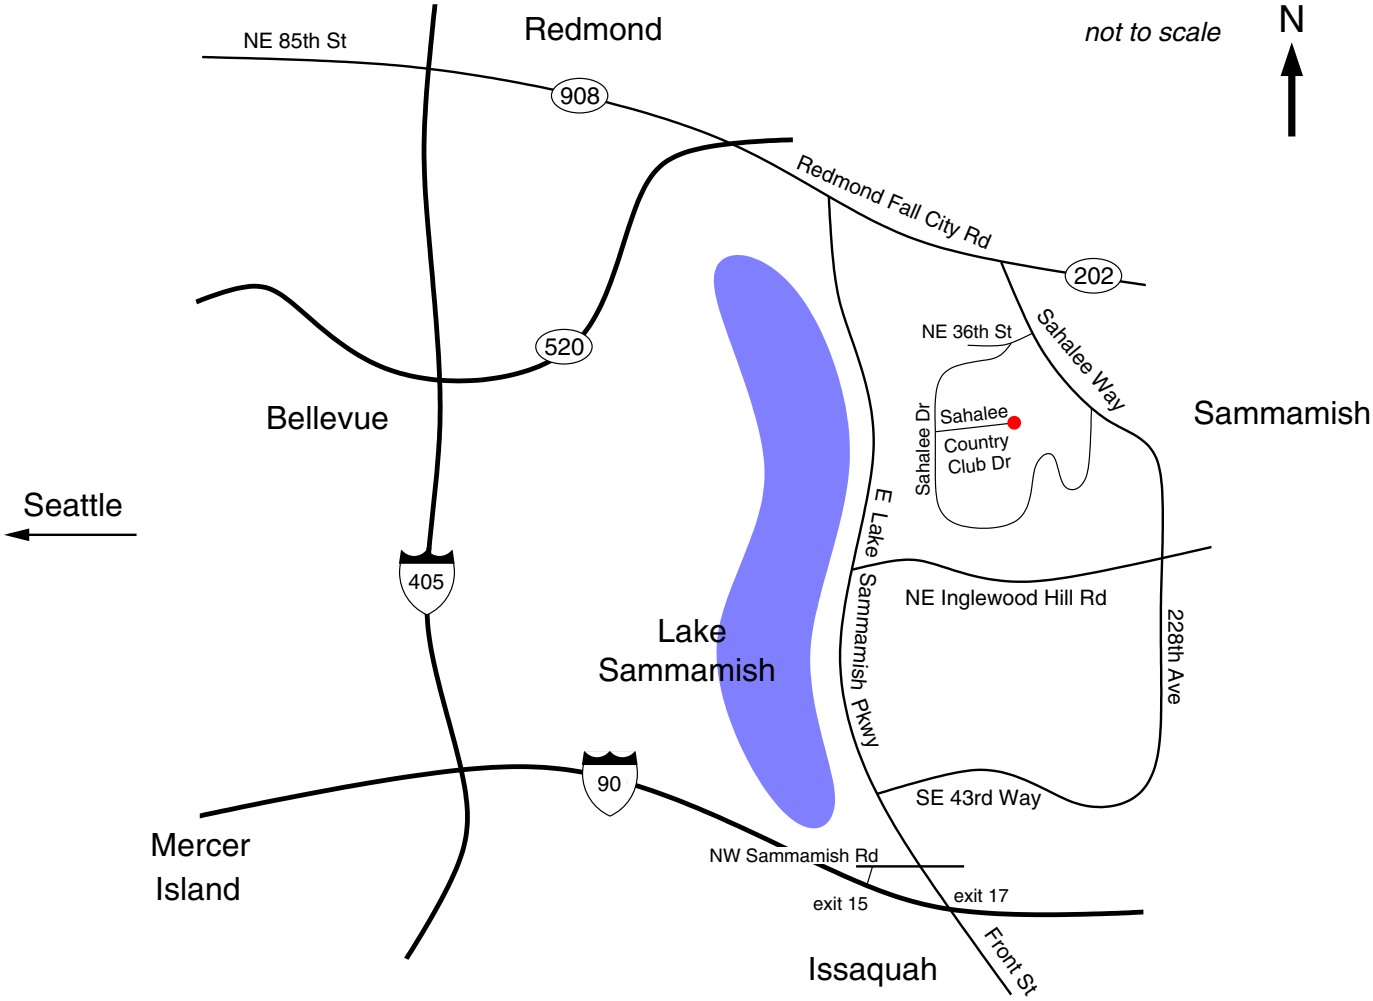 Redmond
not to scale
N
NE 85th St
908
Redmond Fall City Rd
202
NE 36th St
Sahalee Way
520
Bellevue
Sahalee Dr
Sahalee
Country
Club Dr
Sammamish
Seattle
E Lake Sammamish Pkwy
405
NE Inglewood Hill Rd
228th Ave
Lake
Sammamish
90
SE 43rd Way
Mercer
Island
NW Sammamish Rd
exit 15
exit 17
Front St
Issaquah